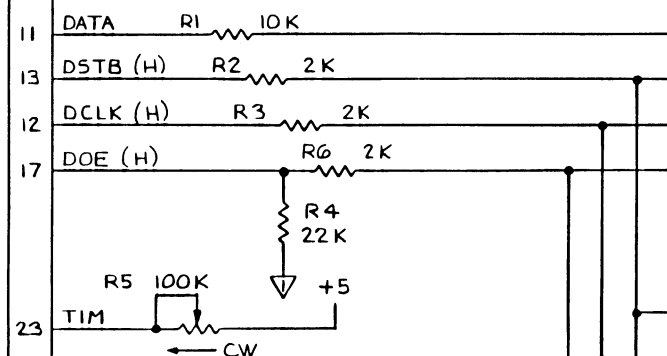 11 DATA R1 10K
13 DSTB (H) R2 2K
12 DCLK (H) R3 2K
17 DOE (H) R6 2K
R4
22K
R5 100K +5
23 TIM
CW